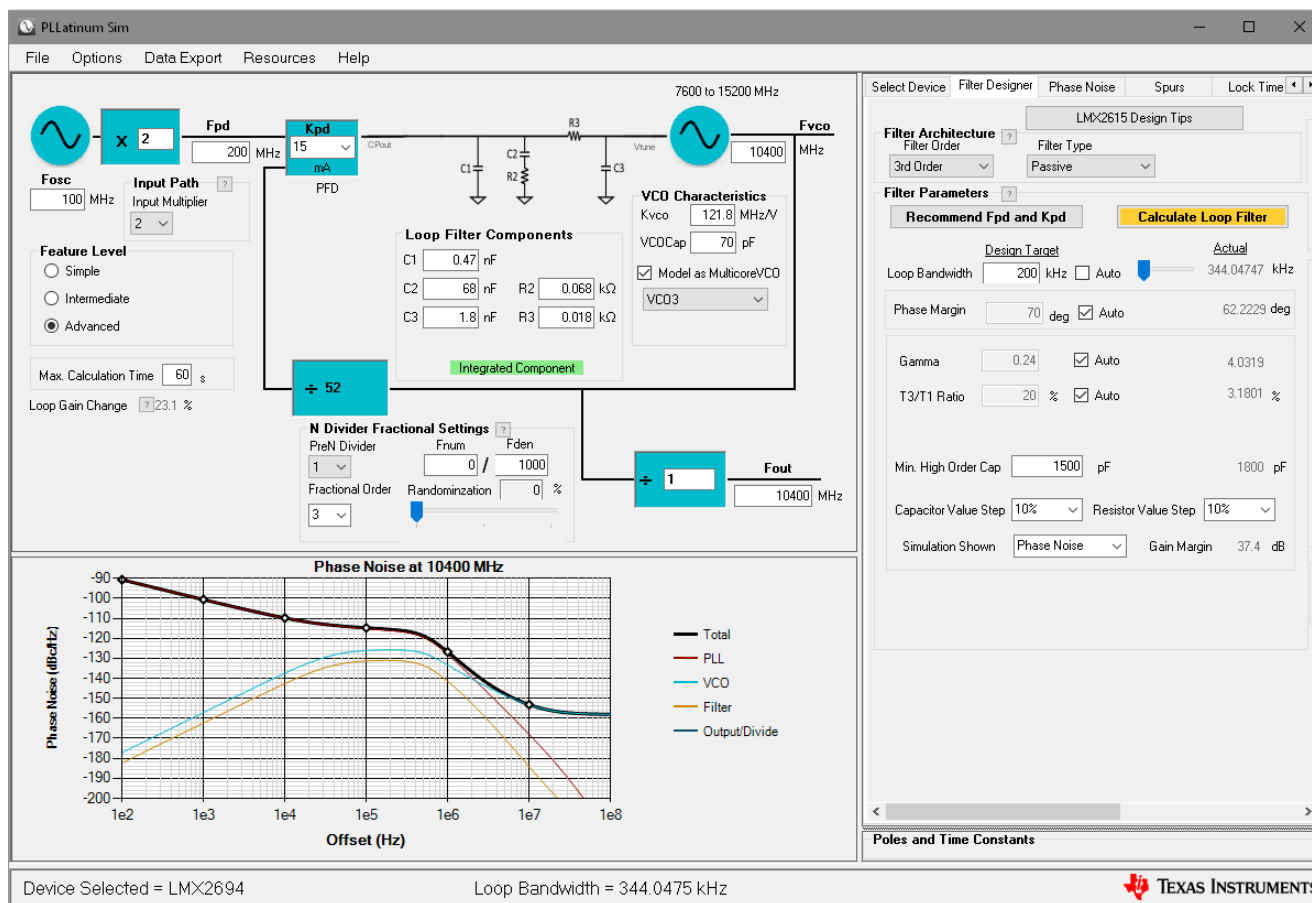 PLLatinum Sim
File Options Data Export Resources Help
7600 to 15200 MHz
x 2
Fpd
200 MHz
Kpd
15
mA
PFD
CPout
C1
C2
R2
R3
C3
Vtune
Fvco
10400
MHz
Fosc
100 MHz
Input Path ?
Input Multiplier
2
Feature Level
Simple
Intermediate
Advanced
Max. Calculation Time 60 s
Loop Gain Change ? 23.1 %
Loop Filter Components
C1 0.47 nF
C2 68 nF R2 0.068 kΩ
C3 1.8 nF R3 0.018 kΩ
Integrated Component
VCO Characteristics
Kvco 121.8 MHz/V
VCOCap 70 pF
Model as MulticoreVCO
VCO3
÷ 52
N Divider Fractional Settings ?
PreN Divider Fnum Fden
1 0 / 1000
Fractional Order Randominzation 0 %
3
÷ 1
Fout
10400 MHz
Phase Noise at 10400 MHz
Phase Noise (dBc/Hz)
-90
-100
-110
-120
-130
-140
-150
-160
-170
-180
-190
-200
1e2 1e3 1e4 1e5 1e6 1e7 1e8
Offset (Hz)
Total
PLL
VCO
Filter
Output/Divide
Select Device Filter Designer Phase Noise Spurs Lock Time
LMX2615 Design Tips
Filter Architecture ?
Filter Order Filter Type
3rd Order Passive
Filter Parameters ?
Recommend Fpd and Kpd Calculate Loop Filter
Design Target Actual
Loop Bandwidth 200 kHz Auto 344.04747 kHz
Phase Margin 70 deg Auto 62.2229 deg
Gamma 0.24 Auto 4.0319
T3/T1 Ratio 20 % Auto 3.1801 %
Min. High Order Cap 1500 pF 1800 pF
Capacitor Value Step 10% Resistor Value Step 10%
Simulation Shown Phase Noise Gain Margin 37.4 dB
Poles and Time Constants
Device Selected = LMX2694 Loop Bandwidth = 344.0475 kHz TEXAS INSTRUMENTS